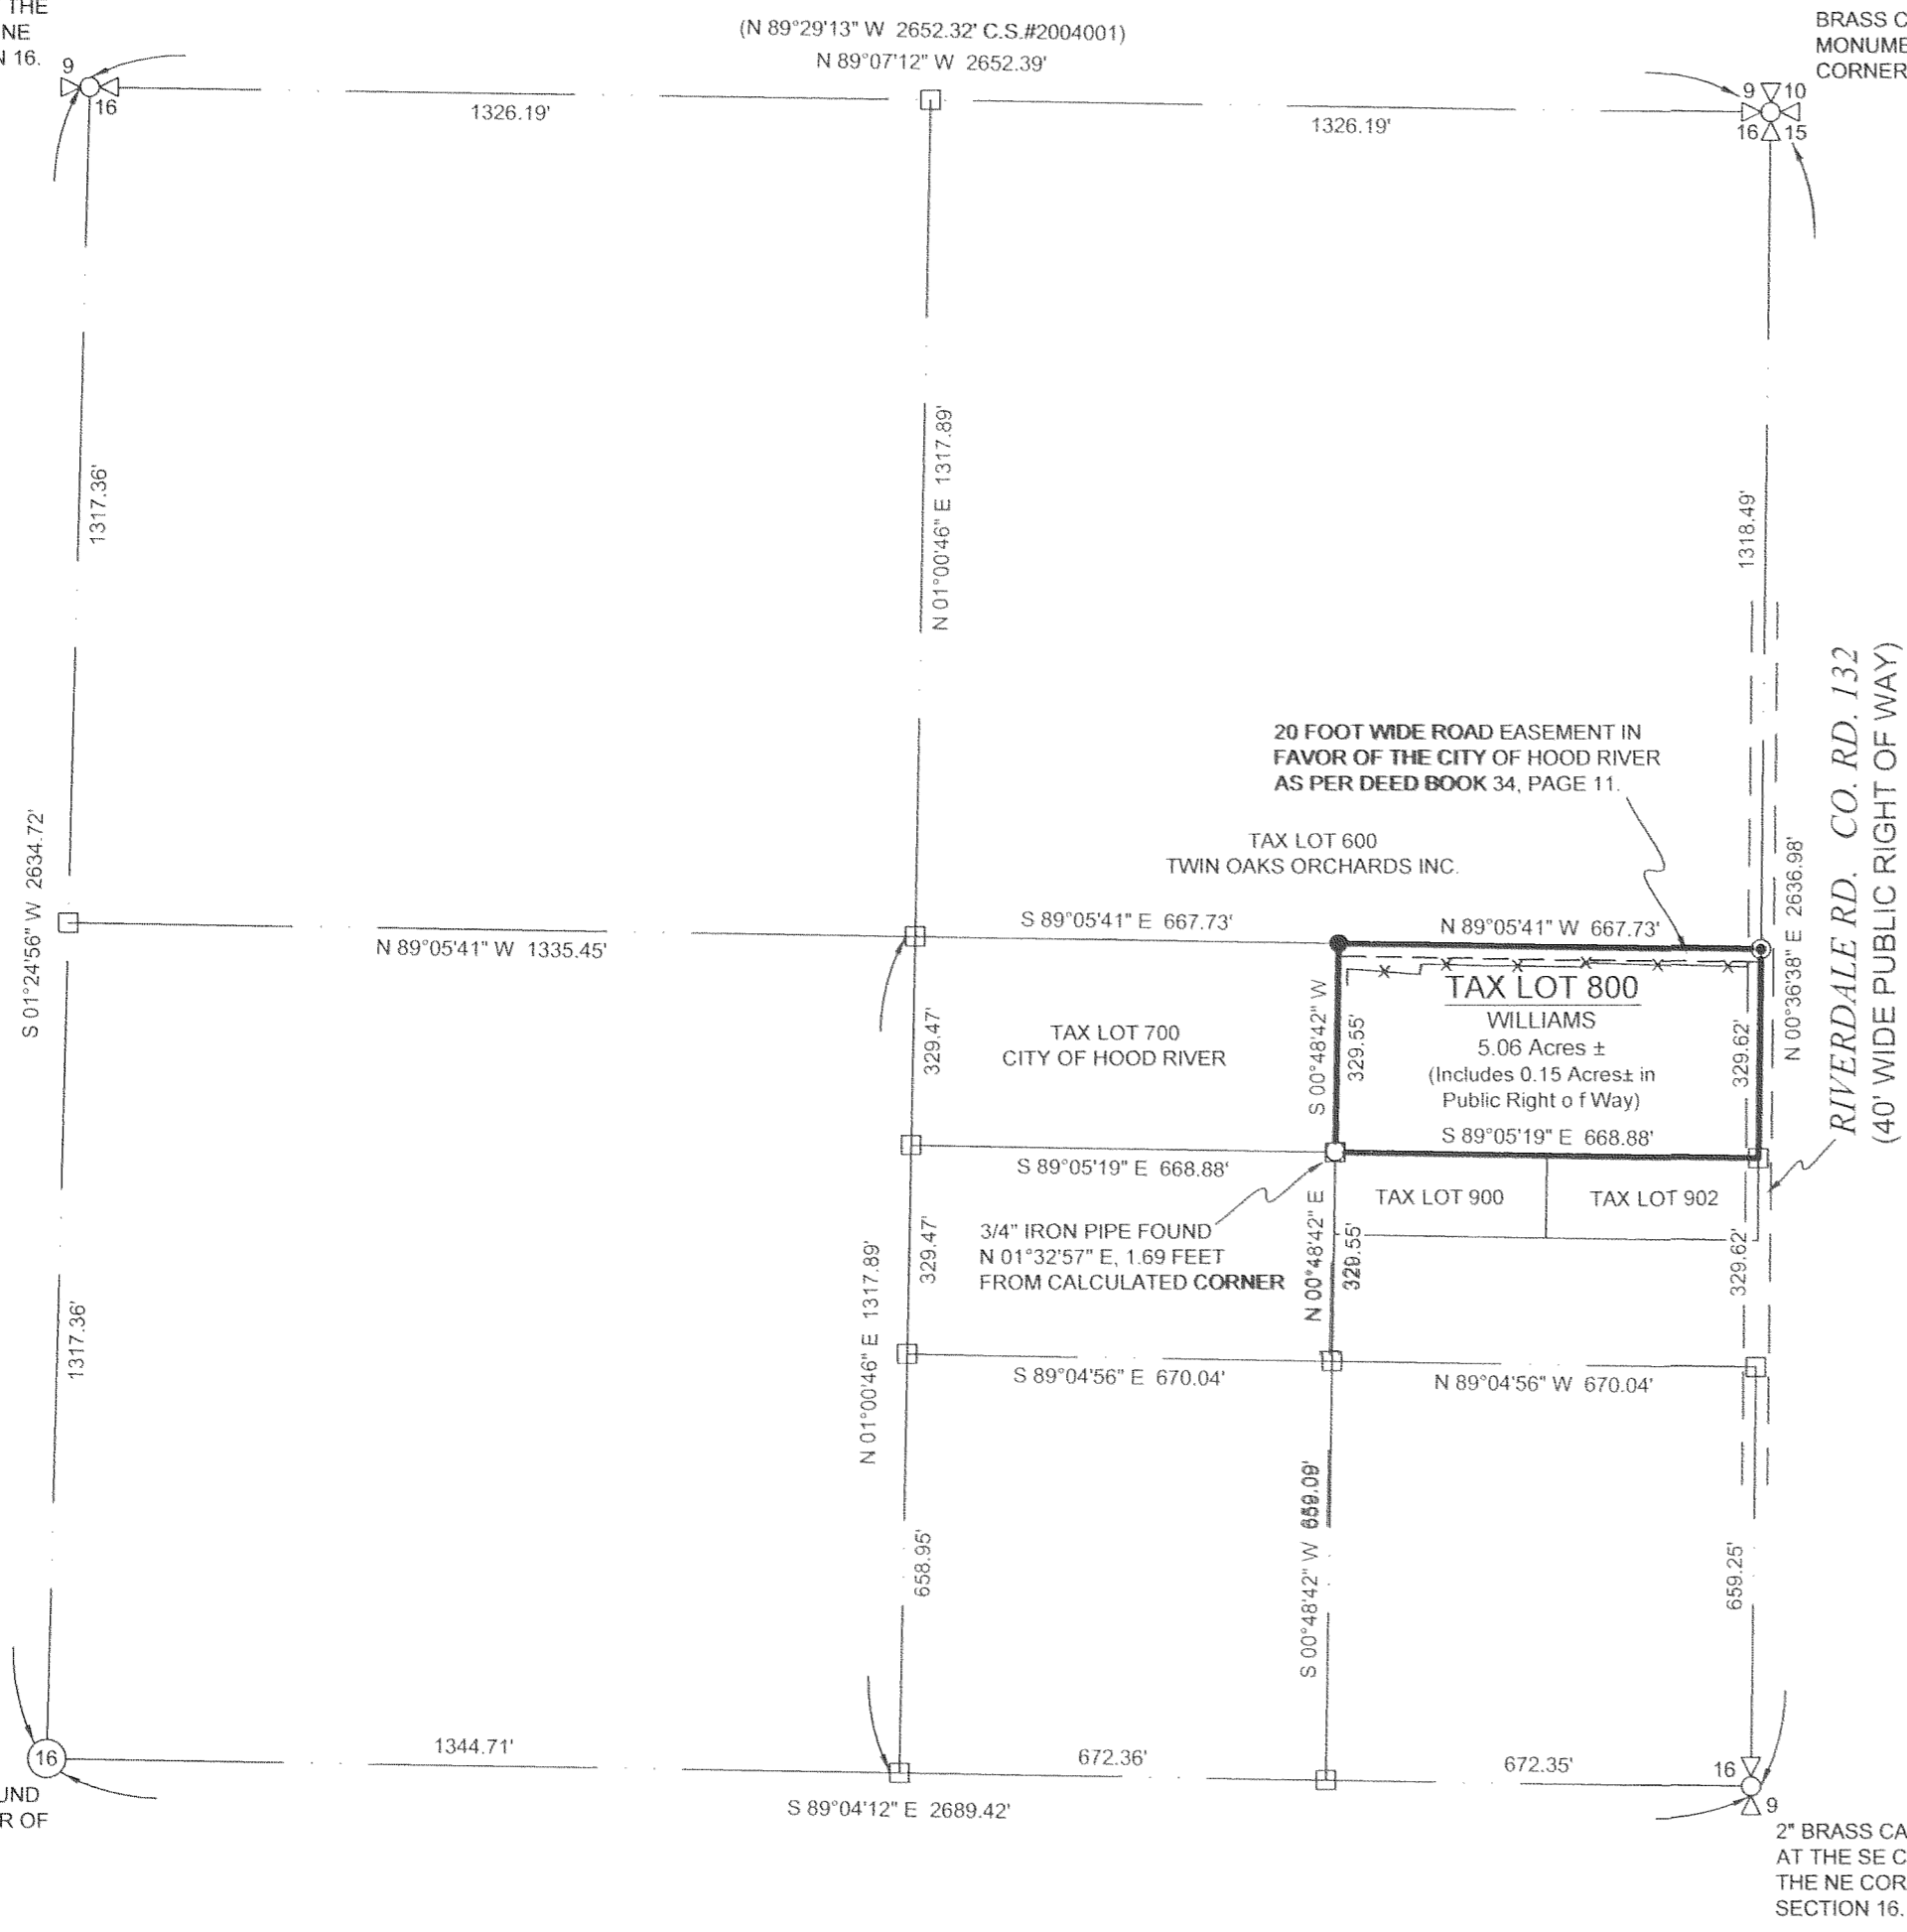 THE
NE
N 16.
(N 89°29'13" W 2652.32' C.S.#2004001)
N 89°07'12" W 2652.39'
BRASS C
MONUME
CORNER
9
16
1326.19'
1326.19'
9
10
16
15
1317.36'
N 01°00'46" E 1317.89'
1318.49'
20 FOOT WIDE ROAD EASEMENT IN
FAVOR OF THE CITY OF HOOD RIVER
AS PER DEED BOOK 34, PAGE 11.
RIVERDALE RD. CO. RD. 132
(40' WIDE PUBLIC RIGHT OF WAY)
TAX LOT 600
TWIN OAKS ORCHARDS INC.
S 01°24'56" W 2634.72'
N 00°36'38" E 2636.98'
N 89°05'41" W 1335.45'
S 89°05'41" E 667.73'
N 89°05'41" W 667.73'
TAX LOT 700
CITY OF HOOD RIVER
329.47'
S 00°48'42" W
329.55'
TAX LOT 800
WILLIAMS
5.06 Acres ±
(Includes 0.15 Acres± in
Public Right o f Way)
329.62'
S 89°05'19" E 668.88'
S 89°05'19" E 668.88'
TAX LOT 900
TAX LOT 902
3/4" IRON PIPE FOUND
N 01°32'57" E, 1.69 FEET
FROM CALCULATED CORNER
329.47'
N 00°48'42" E
329.55'
329.62'
N 01°00'46" E 1317.89'
1317.36'
S 89°04'56" E 670.04'
N 89°04'56" W 670.04'
658.95'
S 00°48'42" W 659.09'
659.25'
16
1344.71'
672.36'
672.35'
16
9
S 89°04'12" E 2689.42'
UND
R OF
2" BRASS CA
AT THE SE C
THE NE COR
SECTION 16.